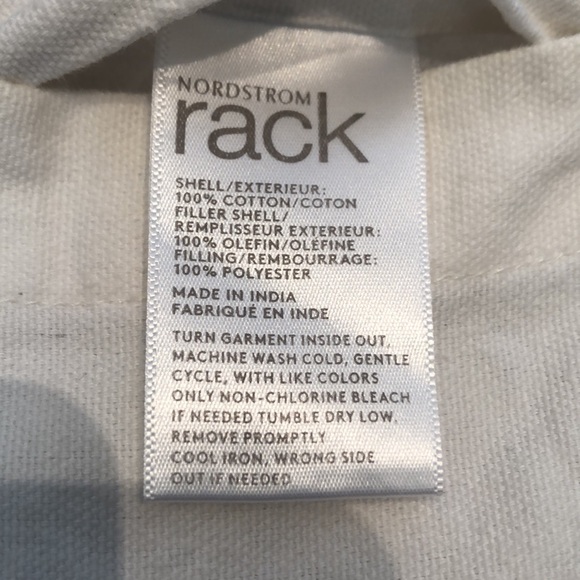 NORDSTROM
rack
SHELL/EXTERIEUR:
100% COTTON/COTON
FILLER SHELL/
REMPLISSEUR EXTERIEUR:
100% OLEFIN/OLÉFINE
FILLING/REMBOURRAGE:
100% POLYESTER
MADE IN INDIA
FABRIQUÉ EN INDE
TURN GARMENT INSIDE OUT,
MACHINE WASH COLD, GENTLE
CYCLE, WITH LIKE COLORS
ONLY NON-CHLORINE BLEACH
IF NEEDED TUMBLE DRY LOW,
REMOVE PROMPTLY
COOL IRON, WRONG SIDE
OUT IF NEEDED